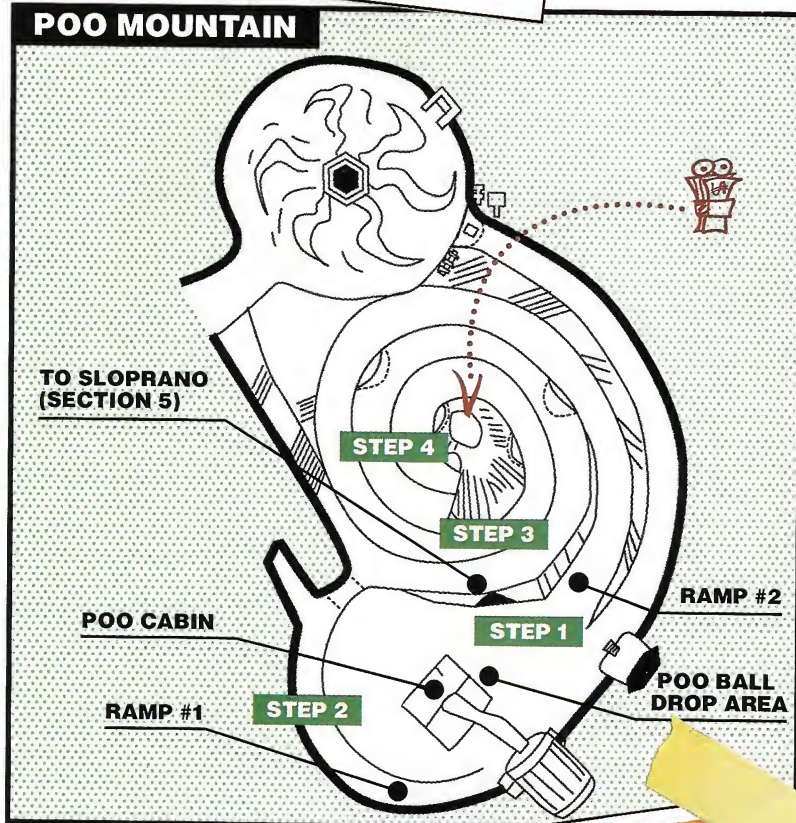 POO MOUNTAIN
TO SLOPRANO
(SECTION 5)
STEP 4
STEP 3
RAMP #2
POO CABIN
STEP 1
POO BALL
DROP AREA
RAMP #1
STEP 2